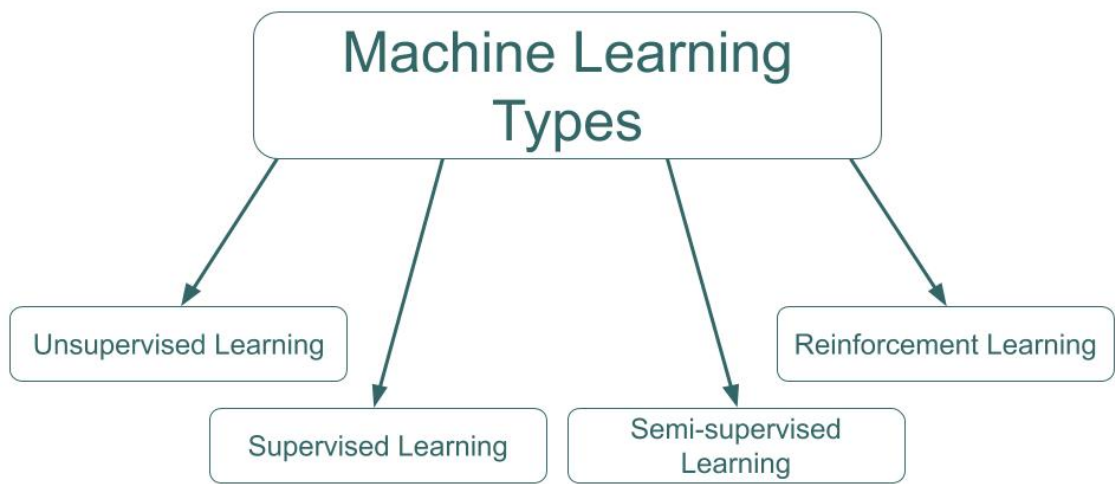 Machine Learning
Types
Unsupervised Learning
Reinforcement Learning
Supervised Learning
Semi-supervised
Learning